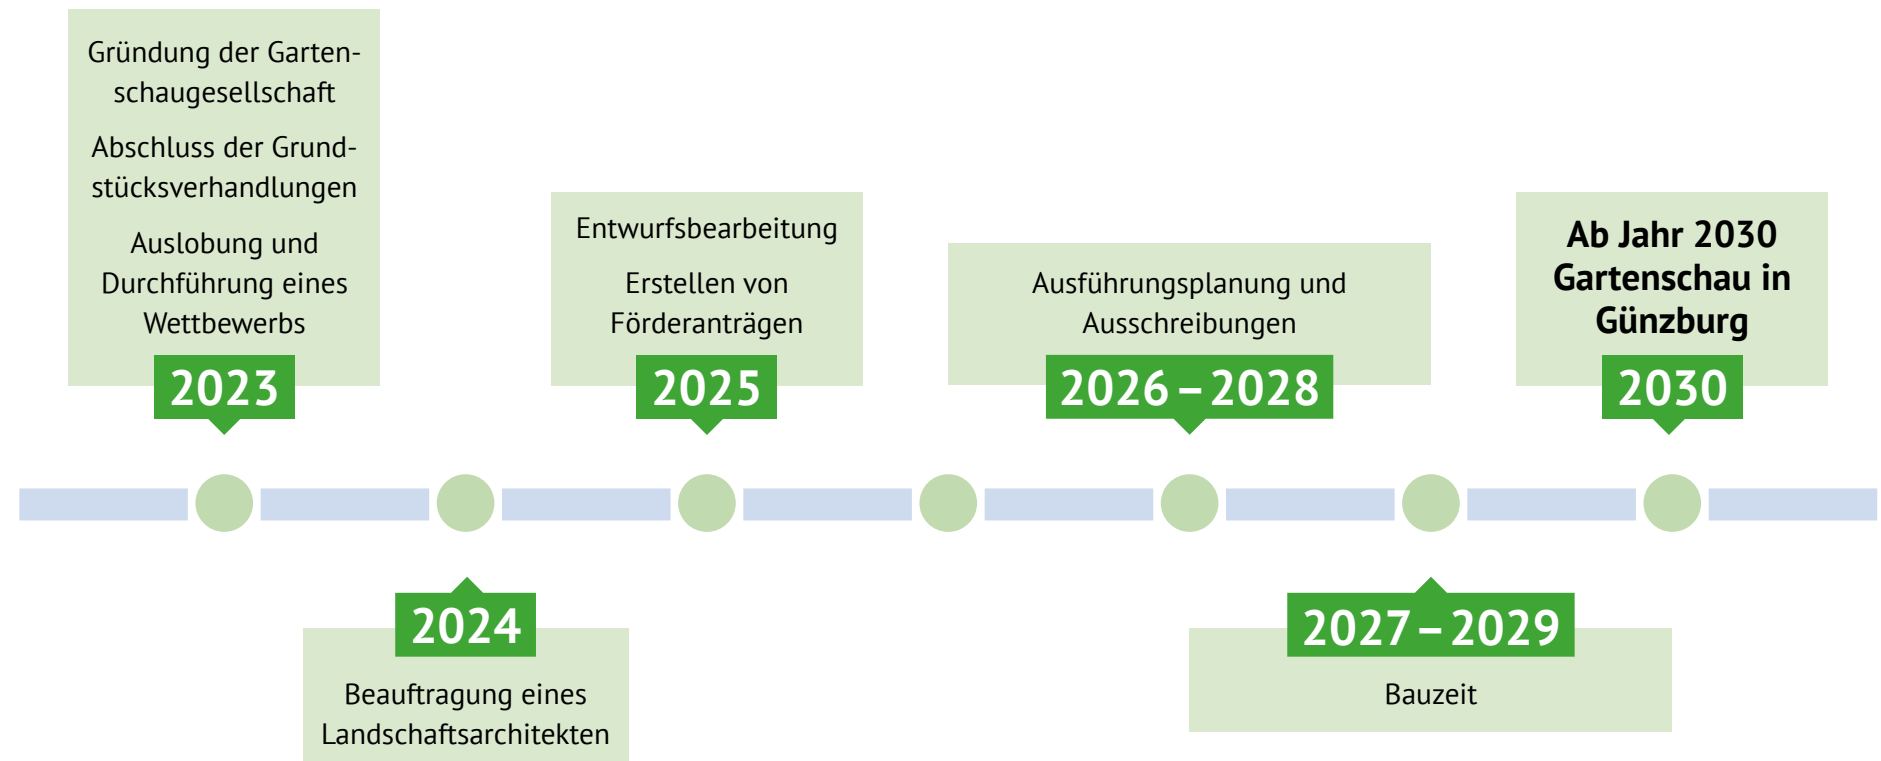 Gründung der Garten-
schaugesellschaft
Abschluss der Grund-
stücksverhandlungen
Auslobung und
Durchführung eines
Wettbewerbs
2023
2024
Beauftragung eines
Landschaftsarchitekten
Entwurfsbearbeitung
Erstellen von
Förderanträgen
2025
Ausführungsplanung und
Ausschreibungen
2026 – 2028
2027 – 2029
Bauzeit
Ab Jahr 2030
Gartenschau in
Günzburg
2030